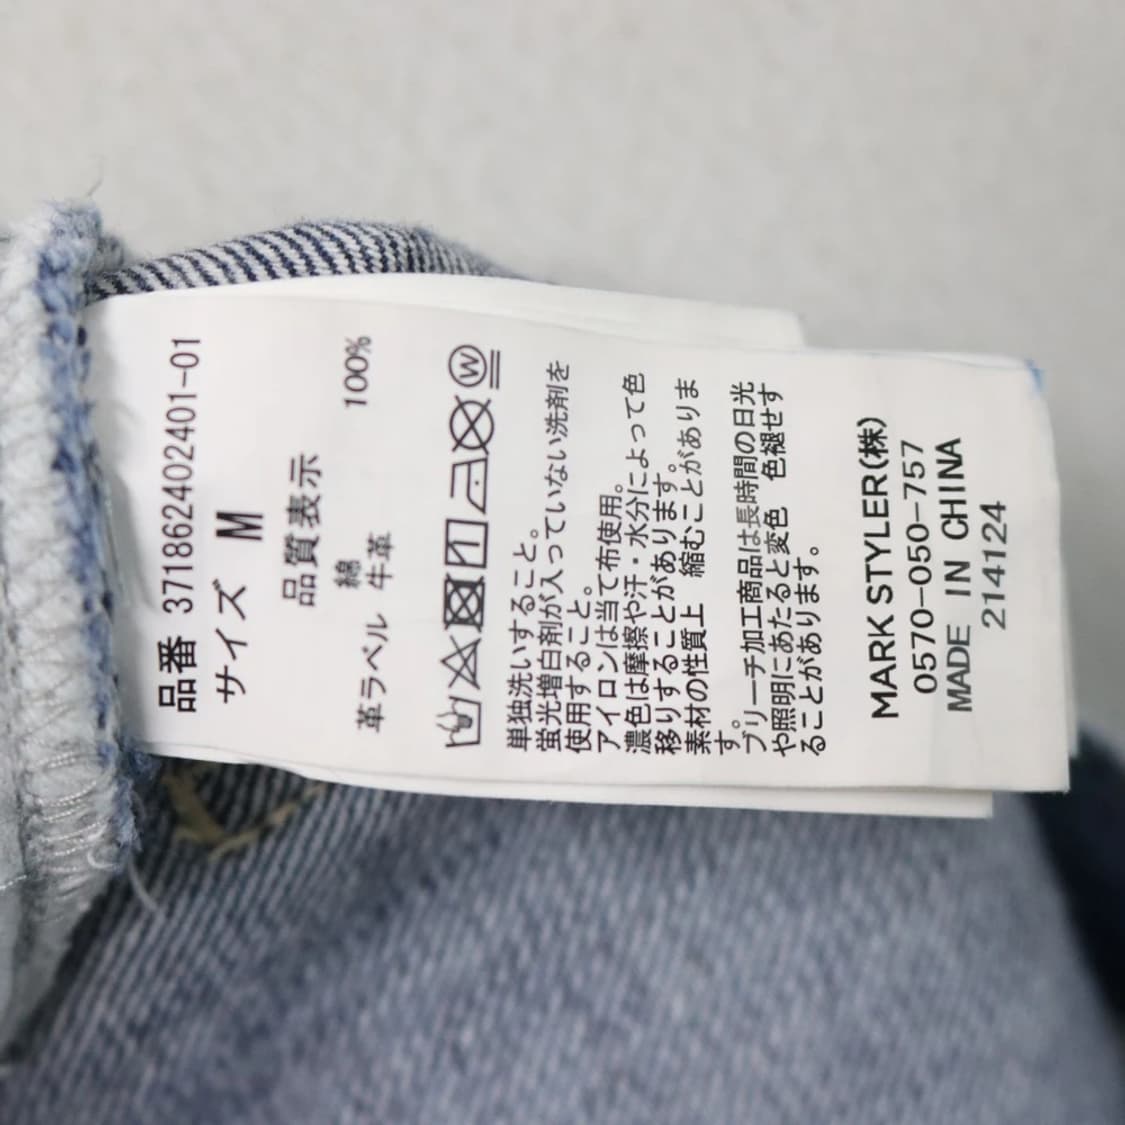 品番 371862402401-01
サイズ M
品質表示
綿 100%
革ラベル 牛革
W
単独洗いすること。
蛍光増白剤が入っていない洗剤を
使用すること。
アイロンは当て布使用。
濃色は摩擦や汗・水分によって色
移りすることがあります。
素材の性質上 縮むことがありま
す。
ブリーチ加工商品は長時間の日光
や照明にあたると変色 色褪せす
ることがあります。
MARK STYLER(株)
0570-050-757
MADE IN CHINA
214124